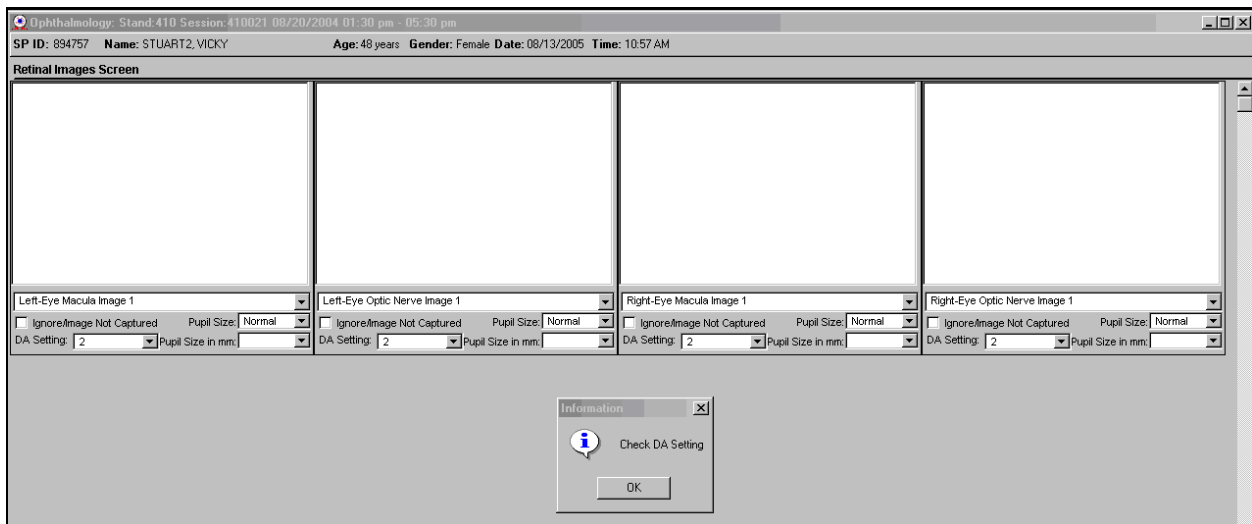 Ophthalmology: Stand:410 Session:410021 08/20/2004 01:30 pm - 05:30 pm
SP ID: 894757 Name: STUART2, VICKY Age: 48 years Gender: Female Date: 08/13/2005 Time: 10:57 AM
Retinal Images Screen
Left-Eye Macula Image 1 Left-Eye Optic Nerve Image 1 Right-Eye Macula Image 1 Right-Eye Optic Nerve Image 1
Ignore/Image Not Captured Pupil Size: Normal Ignore/Image Not Captured Pupil Size: Normal Ignore/Image Not Captured Pupil Size: Normal Ignore/Image Not Captured Pupil Size: Normal
DA Setting: 2 Pupil Size in mm: DA Setting: 2 Pupil Size in mm: DA Setting: 2 Pupil Size in mm: DA Setting: 2 Pupil Size in mm:
Information
Check DA Setting
OK